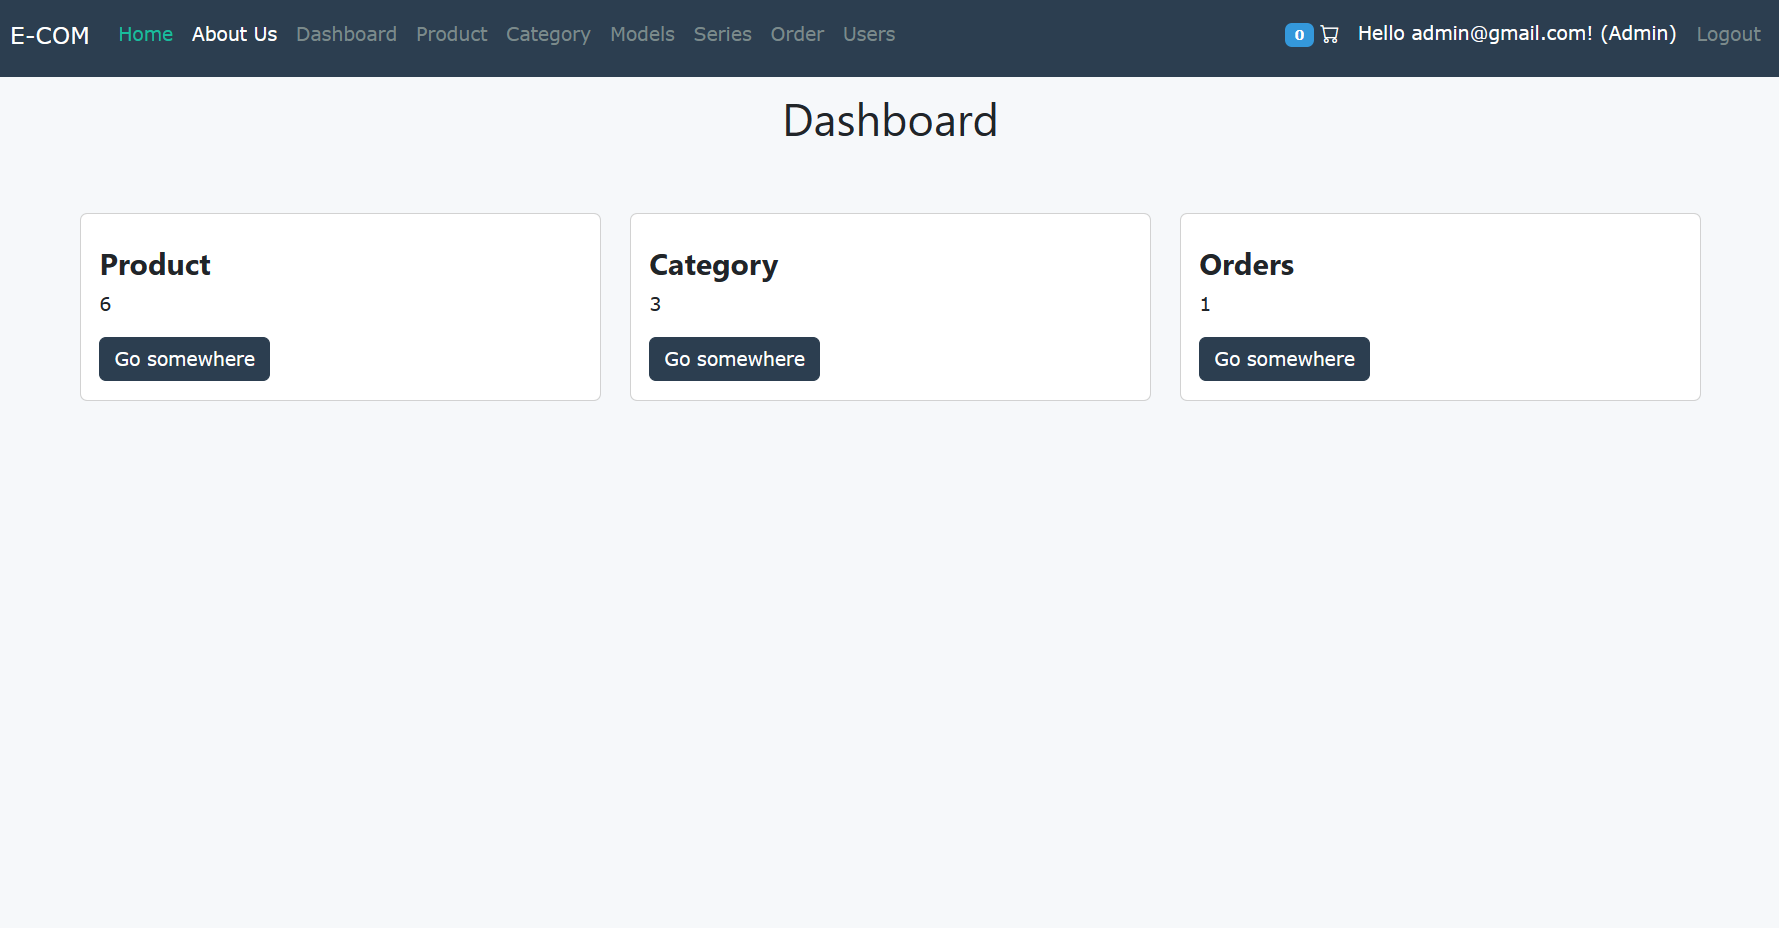 E-COM Home About Us Dashboard Product Category Models Series Order Users 0 Hello admin@gmail.com! (Admin) Logout
Dashboard
Product
6
Go somewhere
Category
3
Go somewhere
Orders
1
Go somewhere